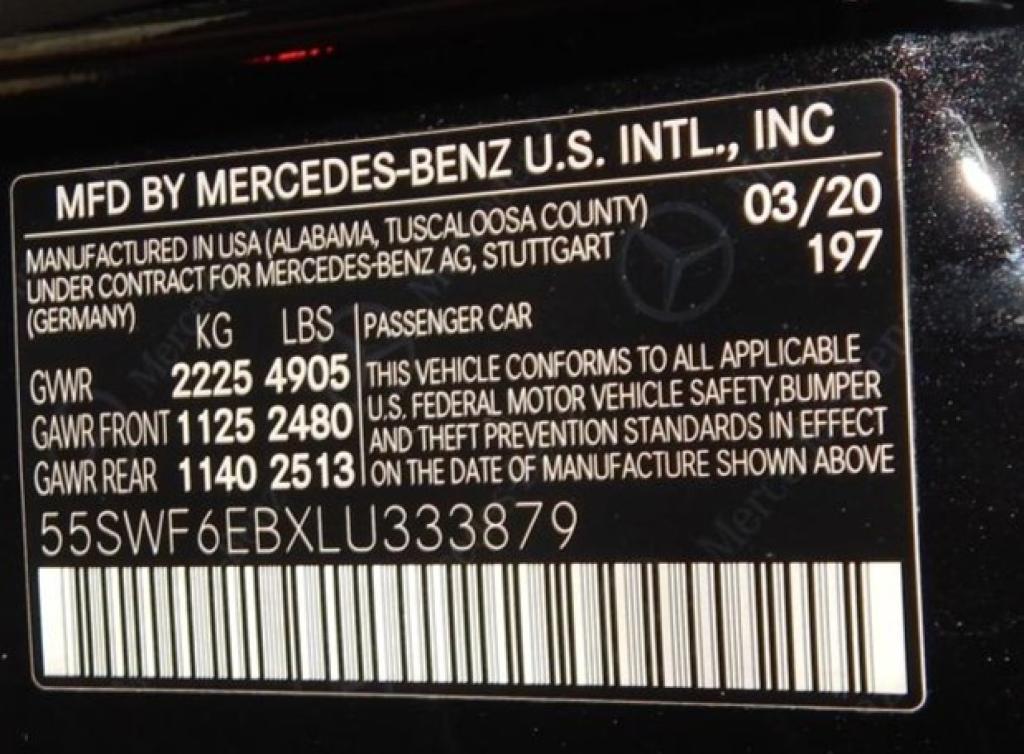 MFD BY MERCEDES-BENZ U.S. INTL., INC
MANUFACTURED IN USA (ALABAMA, TUSCALOOSA COUNTY) 03/20
UNDER CONTRACT FOR MERCEDES-BENZ AG, STUTTGART 197
(GERMANY) KG LBS PASSENGER CAR
GVWR 2225 4905 THIS VEHICLE CONFORMS TO ALL APPLICABLE
U.S. FEDERAL MOTOR VEHICLE SAFETY,BUMPER
GAWR FRONT 1125 2480 AND THEFT PREVENTION STANDARDS IN EFFECT
GAWR REAR 1140 2513 ON THE DATE OF MANUFACTURE SHOWN ABOVE
55SWF6EBXLU333879